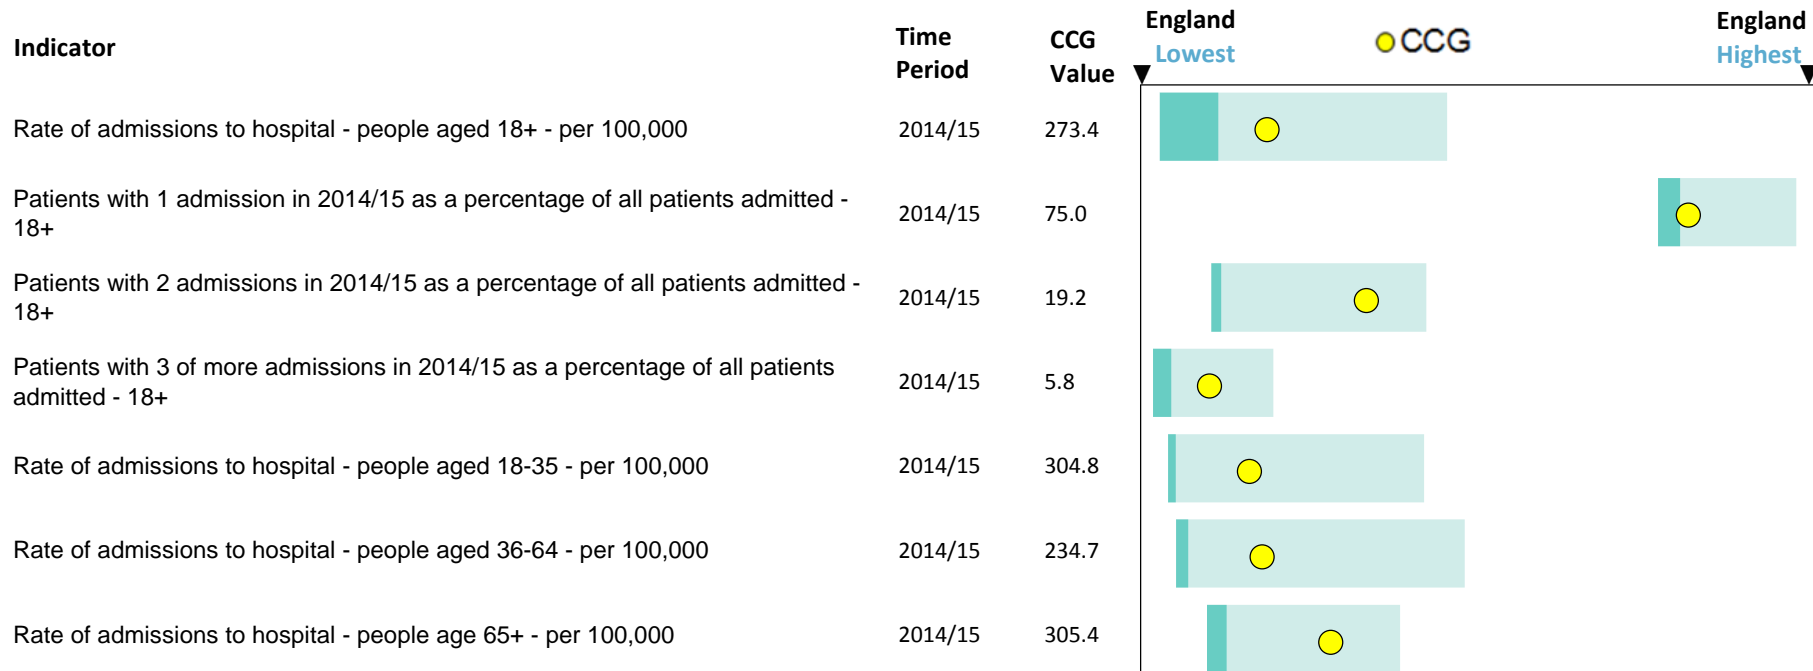 Indicator
Time Period
CCG Value
England Lowest
CCG
England Highest
Rate of admissions to hospital - people aged 18+ - per 100,000 2014/15 273.4
Patients with 1 admission in 2014/15 as a percentage of all patients admitted -
18+
2014/15 75.0
Patients with 2 admissions in 2014/15 as a percentage of all patients admitted -
18+
2014/15 19.2
Patients with 3 of more admissions in 2014/15 as a percentage of all patients
admitted - 18+
2014/15 5.8
Rate of admissions to hospital - people aged 18-35 - per 100,000 2014/15 304.8
Rate of admissions to hospital - people aged 36-64 - per 100,000 2014/15 234.7
Rate of admissions to hospital - people age 65+ - per 100,000 2014/15 305.4